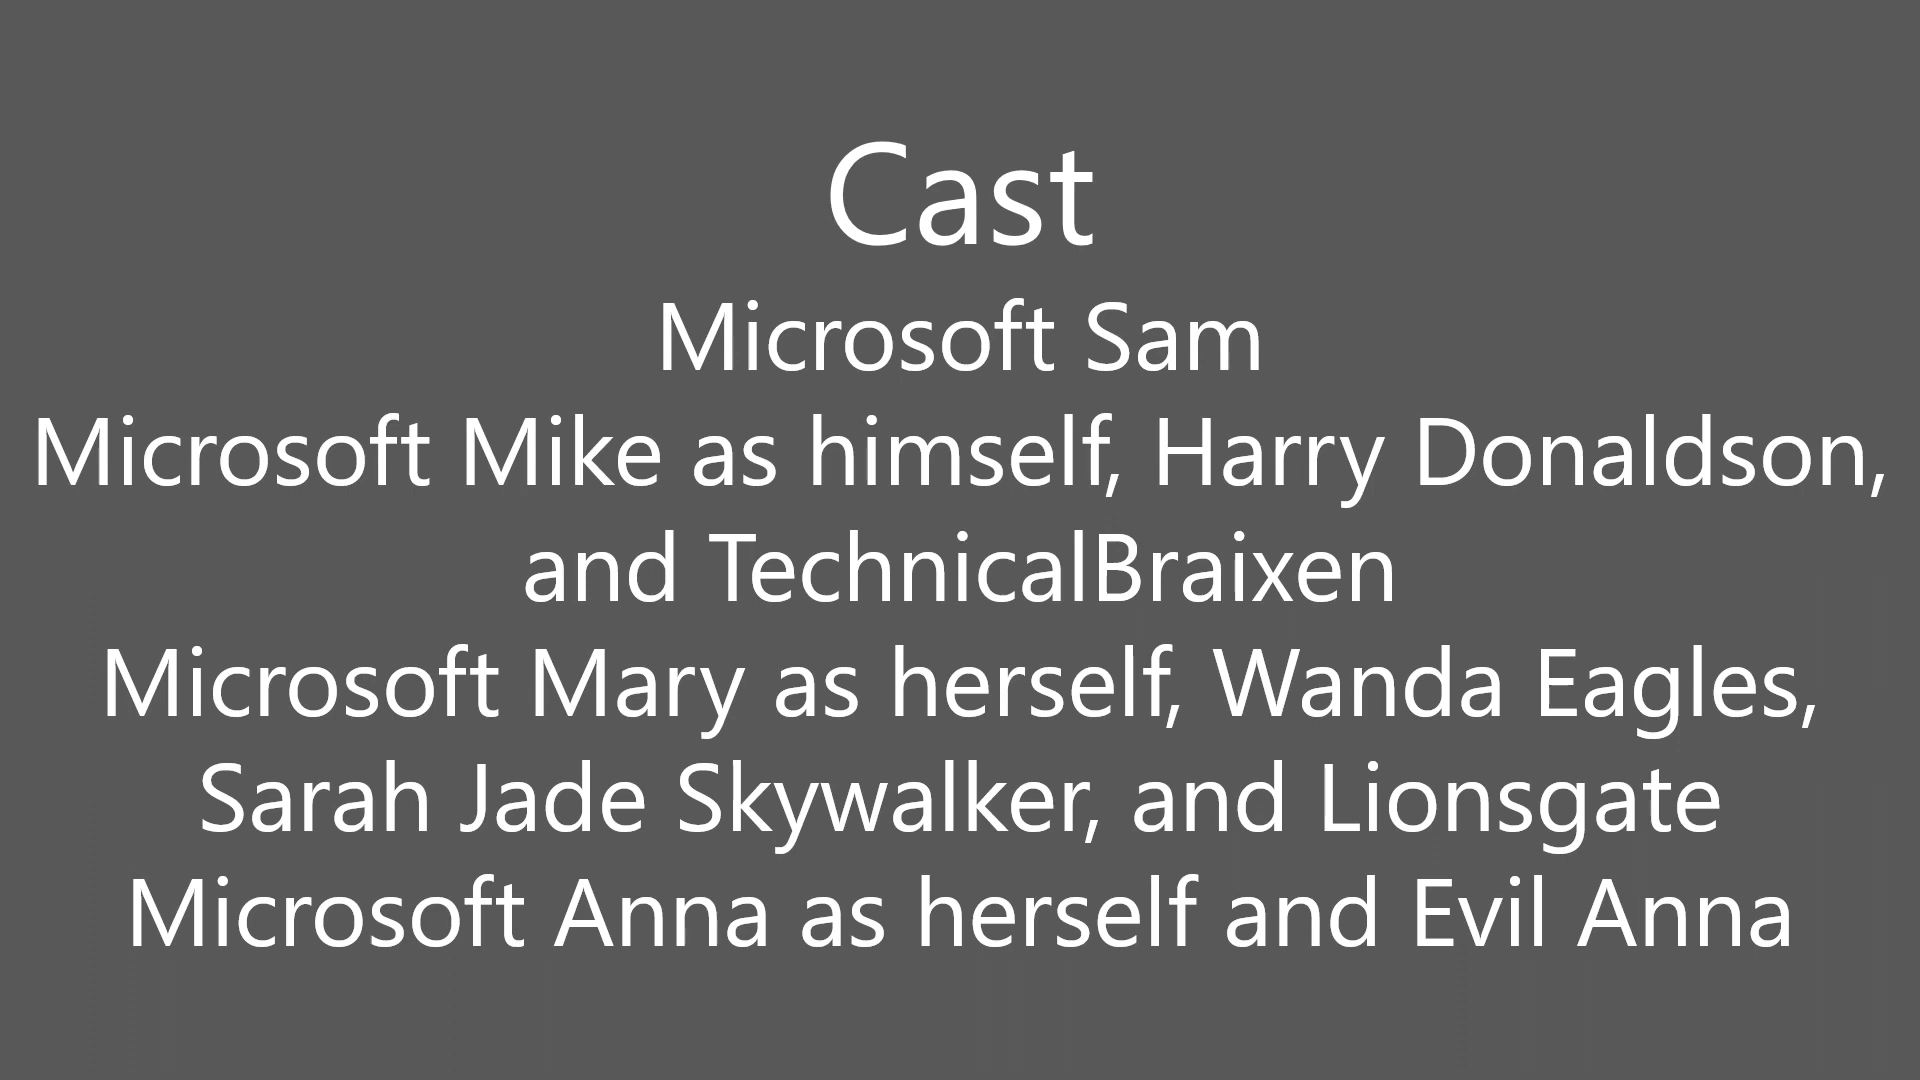 Cast
Microsoft Sam
Microsoft Mike as himself, Harry Donaldson,
and TechnicalBraixen
Microsoft Mary as herself, Wanda Eagles,
Sarah Jade Skywalker, and Lionsgate
Microsoft Anna as herself and Evil Anna